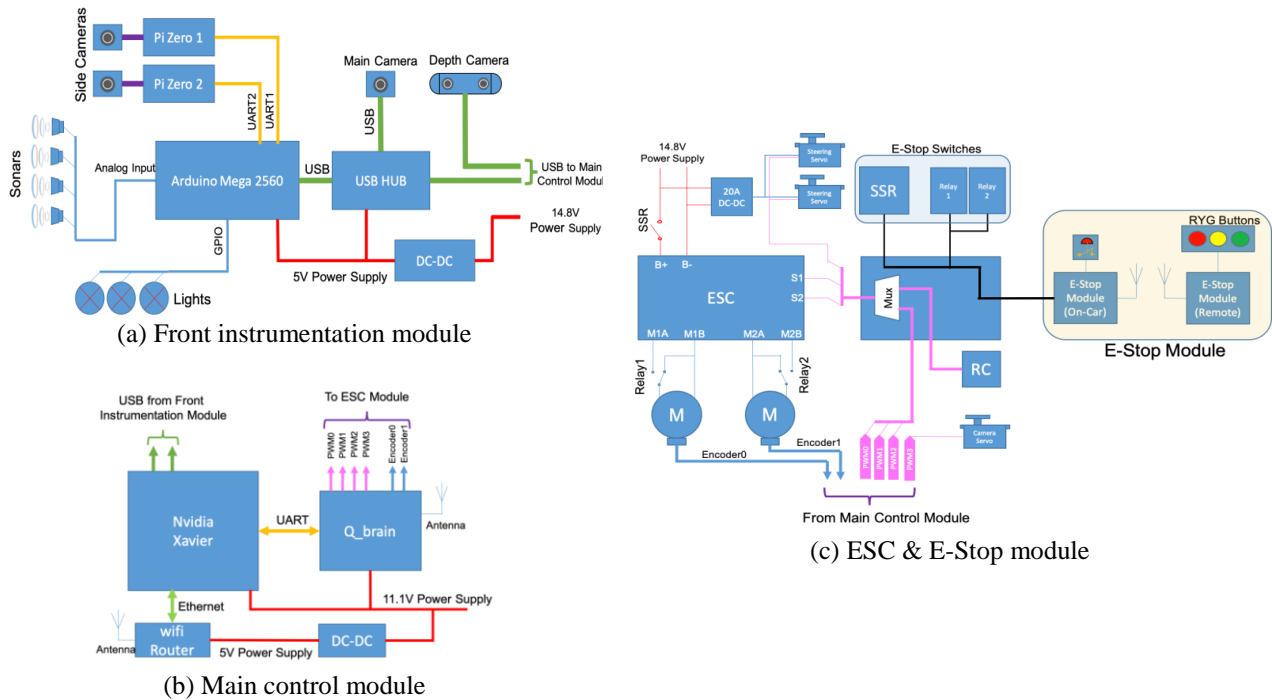 Side Cameras
Pi Zero 1
Pi Zero 2
Main Camera
Depth Camera
UART2
UART1
USB
Sonars
Analog Input
Arduino Mega 2560
USB
USB HUB
USB to Main
Control Modul
GPIO
14.8V
Power Supply
DC-DC
5V Power Supply
Lights
(a) Front instrumentation module
USB from Front
Instrumentation Module
To ESC Module
PWM0
PWM1
PWM2
PWM3
Encoder0
Encoder1
Nvidia
Xavier
UART
Q_brain
Antenna
Ethernet
11.1V Power Supply
wifi
Router
Antenna
5V Power Supply
DC-DC
(b) Main control module
14.8V
Power Supply
Steering
Servo
Steering
Servo
20A
DC-DC
SSR
E-Stop Switches
SSR
Relay
1
Relay
2
RYG Buttons
B+
B-
ESC
S1
S2
Mux
E-Stop
Module
(On-Car)
E-Stop
Module
(Remote)
E-Stop Module
M1A
M1B
M2A
M2B
Relay1
Relay2
M
M
RC
Camera
Servo
Encoder0
Encoder1
PWM0
PWM1
PWM2
PWM3
From Main Control Module
(c) ESC & E-Stop module